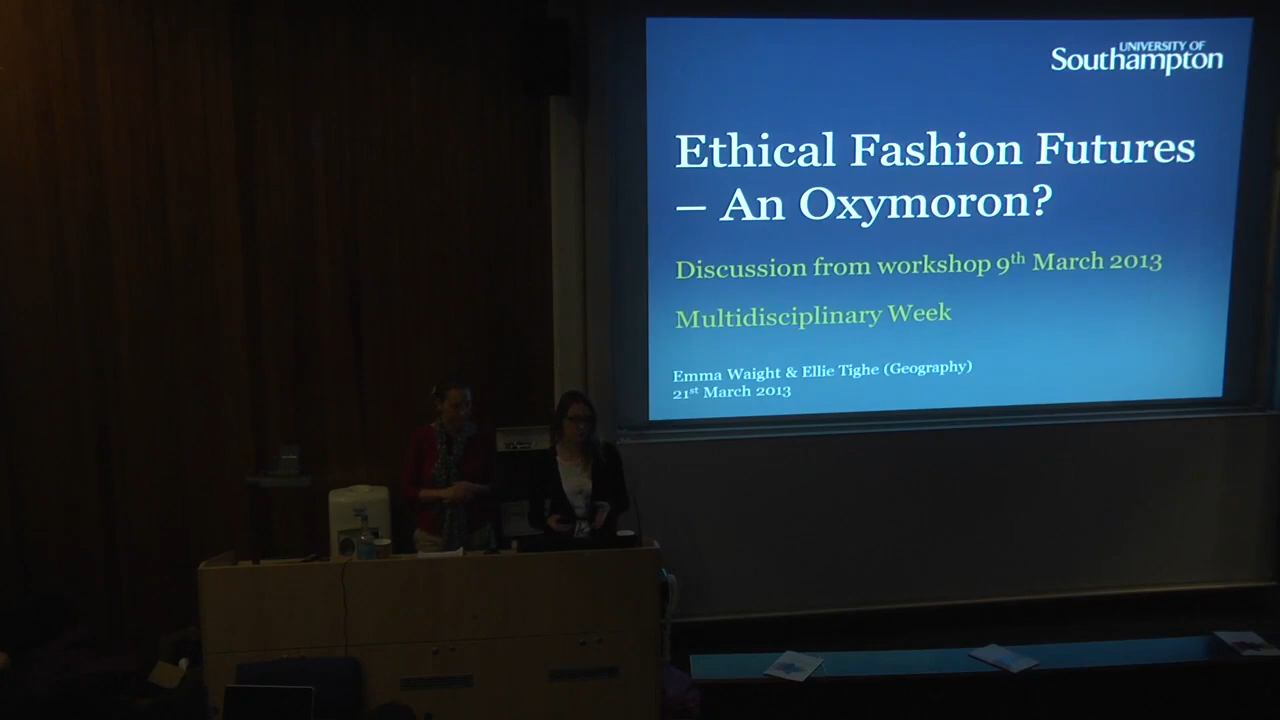 UNIVERSITY OF
Southampton
Ethical Fashion Futures
– An Oxymoron?
Discussion from workshop 9th March 2013
Multidisciplinary Week
Emma Waight & Ellie Tighe (Geography)
21st March 2013